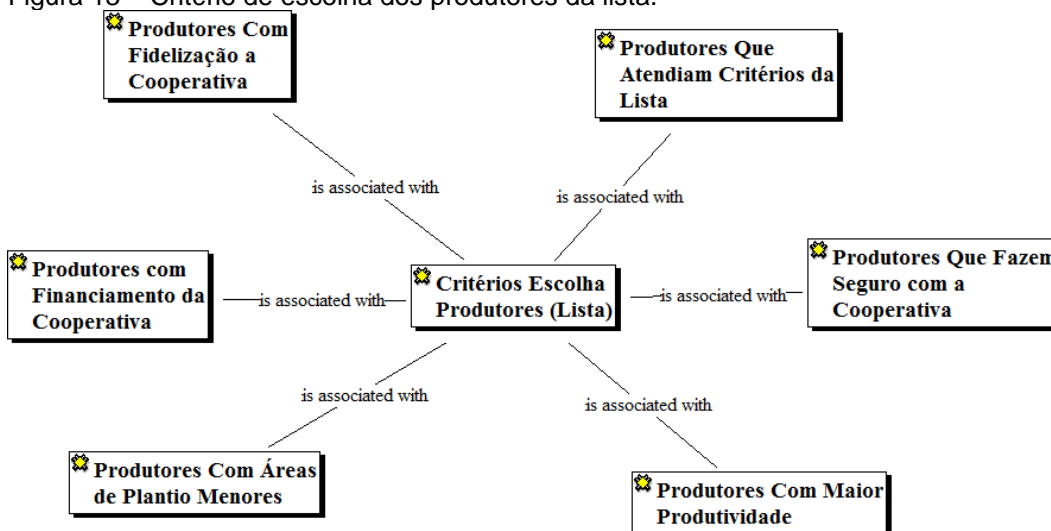 Figura 18 – Critério de escolha dos produtores da lista.
Produtores Com
Fidelização a
Cooperativa
Produtores Que
Atendiam Critérios da
Lista
is associated with
is associated with
Produtores com
Financiamento da
Cooperativa
is associated with
Critérios Escolha
Produtores (Lista)
is associated with
Produtores Que Fazem
Seguro com a
Cooperativa
is associated with
is associated with
Produtores Com Áreas
de Plantio Menores
Produtores Com Maior
Produtividade